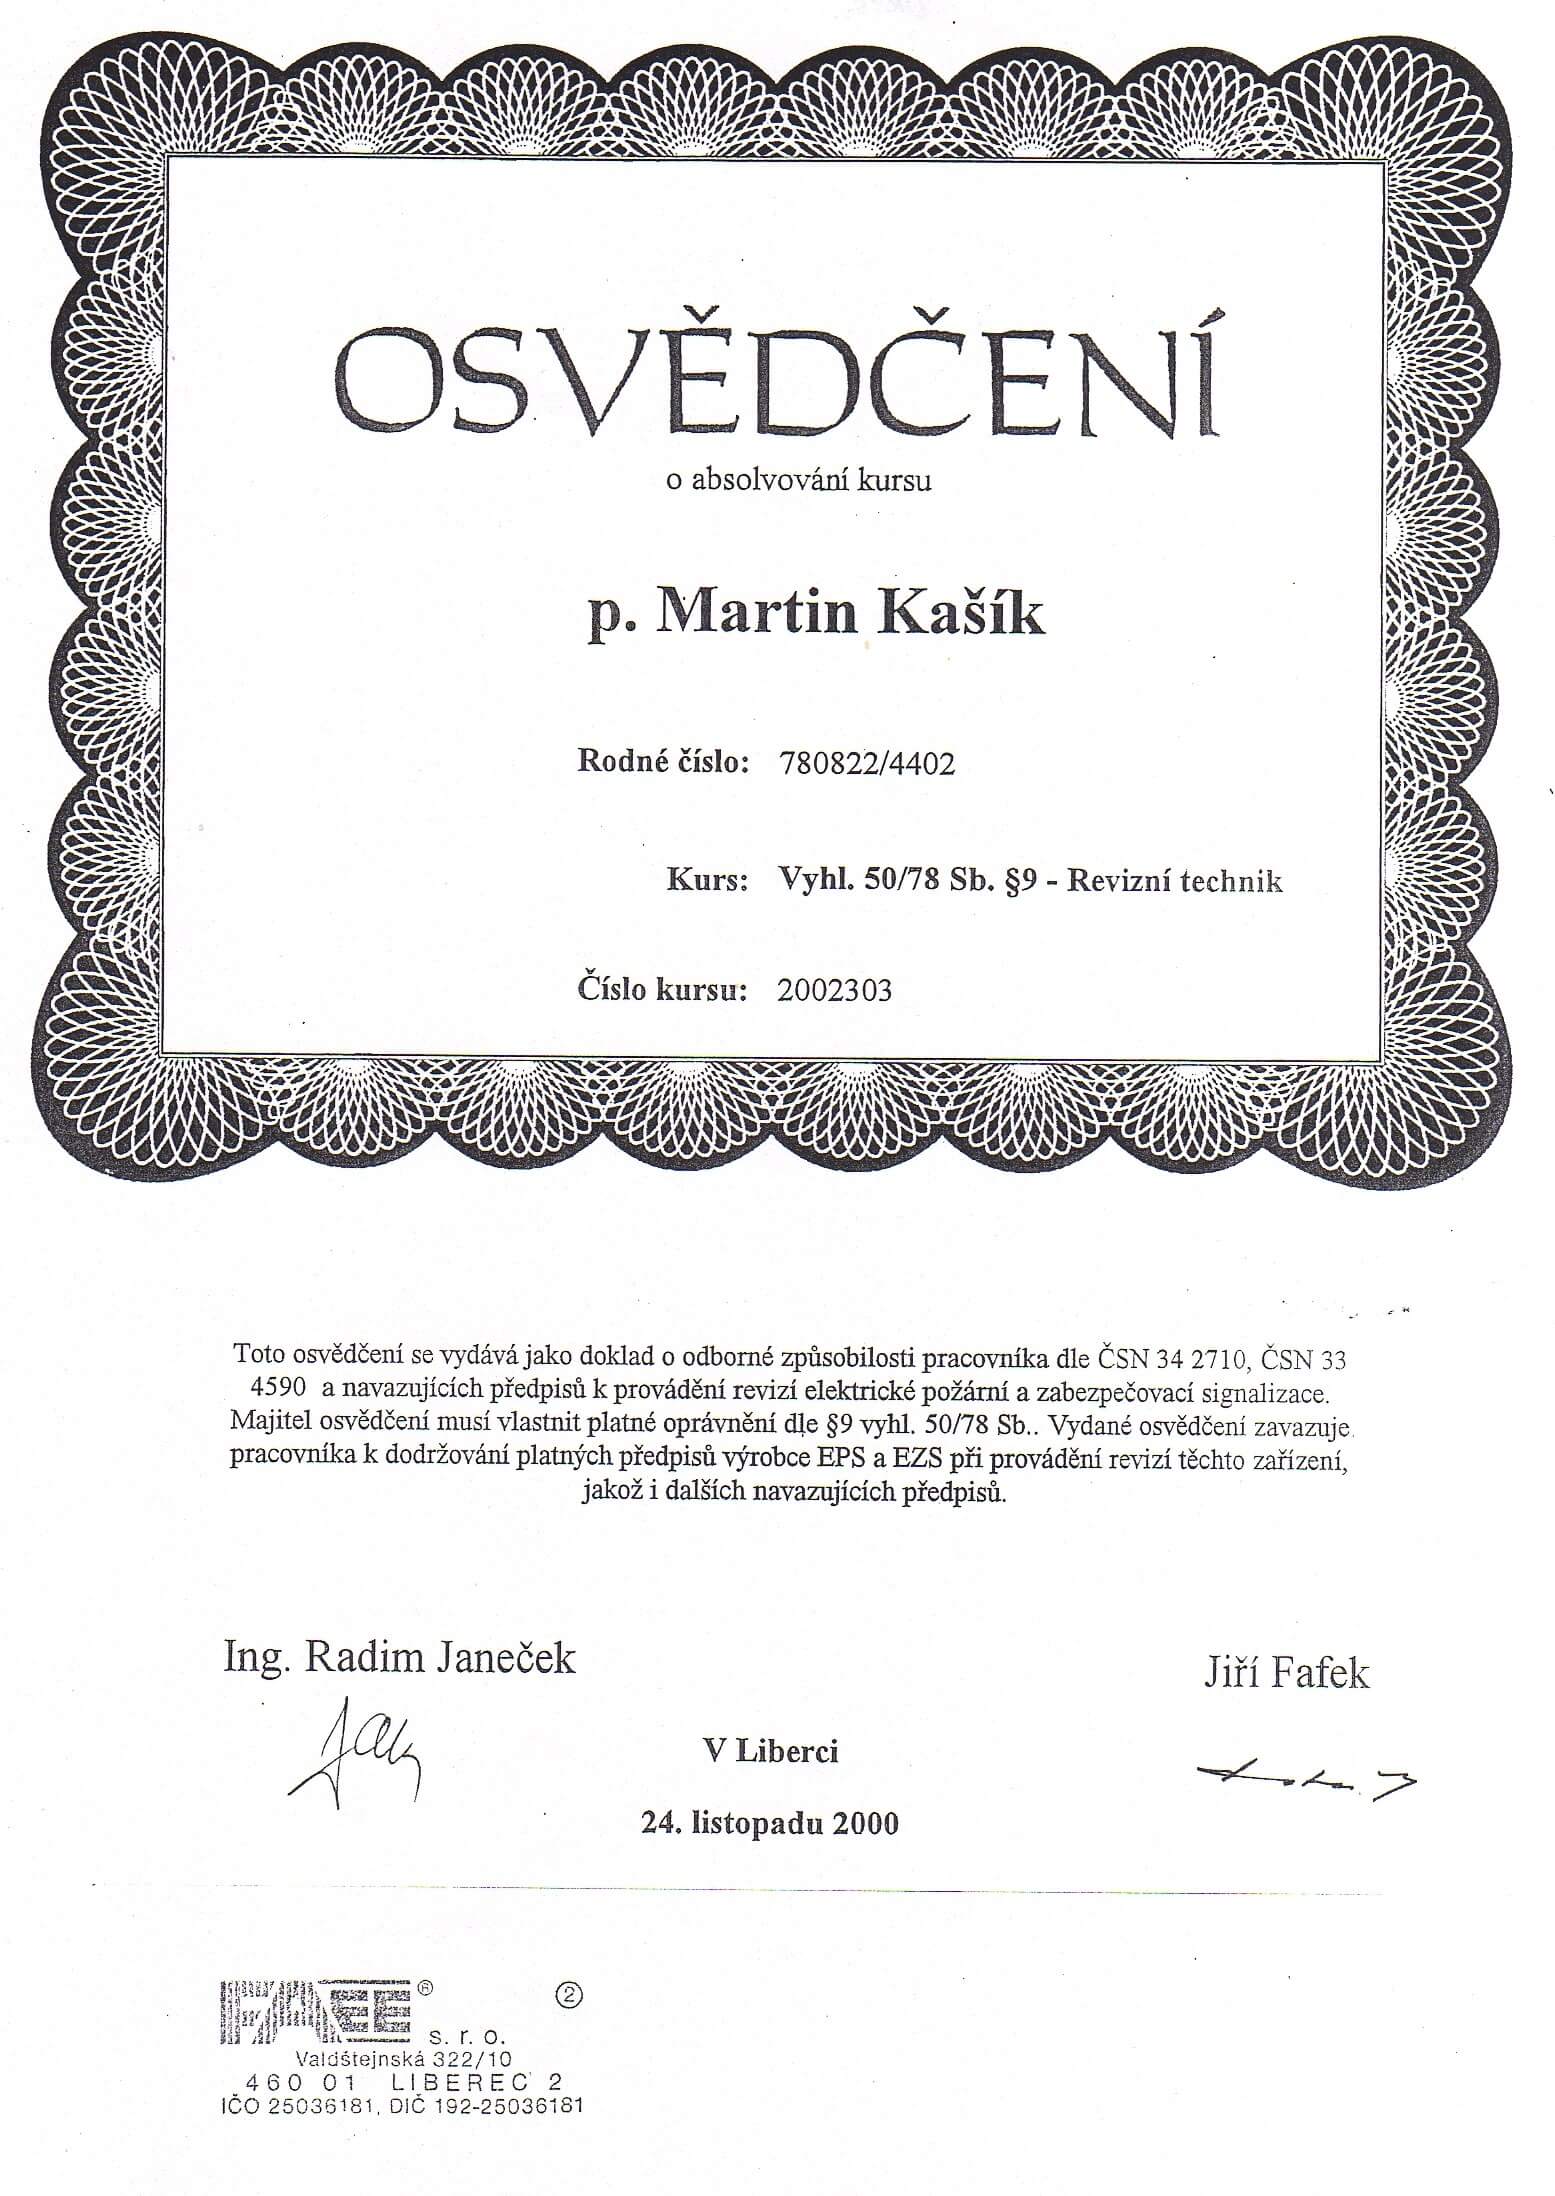 OSVĚDČENÍ
o absolvování kursu
p. Martin Kašík
Rodné číslo: 780822/4402
Kurs: Vyhl. 50/78 Sb. §9 - Revizní technik
Číslo kursu: 2002303
Toto osvědčení se vydává jako doklad o odborné způsobilosti pracovníka dle ČSN 34 2710, ČSN 33
4590 a navazujících předpisů k provádění revizí elektrické požární a zabezpečovací signalizace.
Majitel osvědčení musí vlastnit platné oprávnění dle §9 vyhl. 50/78 Sb.. Vydané osvědčení zavazuje
pracovníka k dodržování platných předpisů výrobce EPS a EZS při provádění revizí těchto zařízení,
jakož i dalších navazujících předpisů.
Ing. Radim Janeček
Jiří Fafek
V Liberci
24. listopadu 2000
® ②
s. r. o.
Valdštejnská 322/10
460 01 LIBEREC 2
IČO 25036181, DIČ 192-25036181